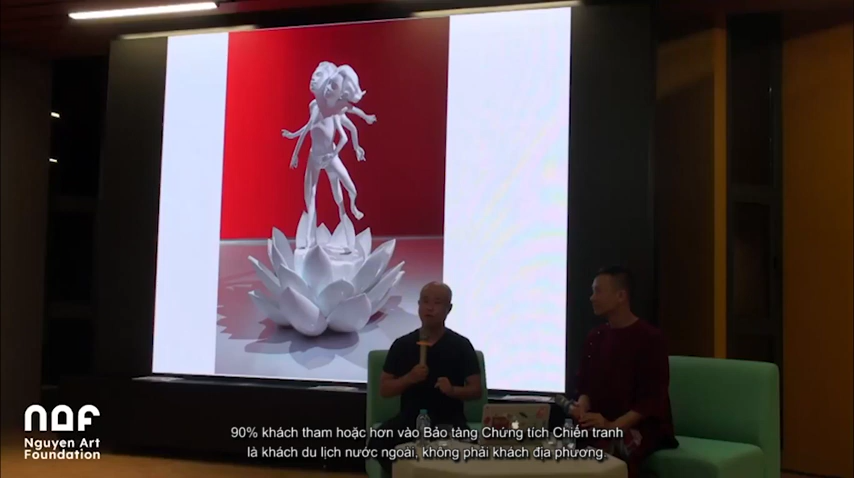 naf
Nguyen Art
Foundation
90% khách tham hoặc hơn vào Bảo tàng Chứng tích Chiến tranh
là khách du lịch nước ngoài, không phải khách địa phương.